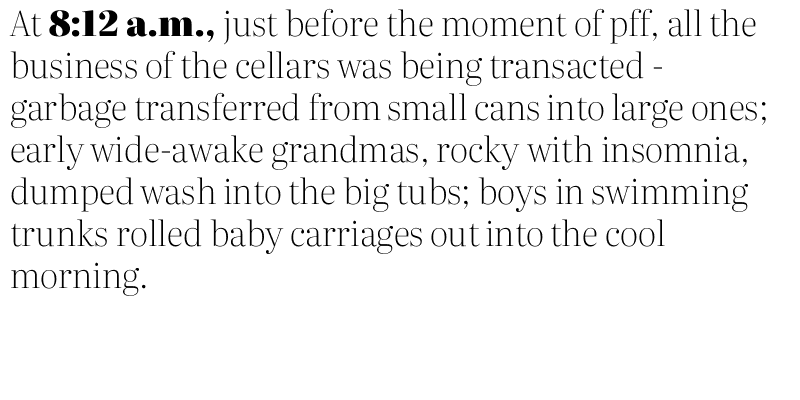 At 8:12 a.m., just before the moment of pff, all the
business of the cellars was being transacted -
garbage transferred from small cans into large ones;
early wide-awake grandmas, rocky with insomnia,
dumped wash into the big tubs; boys in swimming
trunks rolled baby carriages out into the cool
morning.